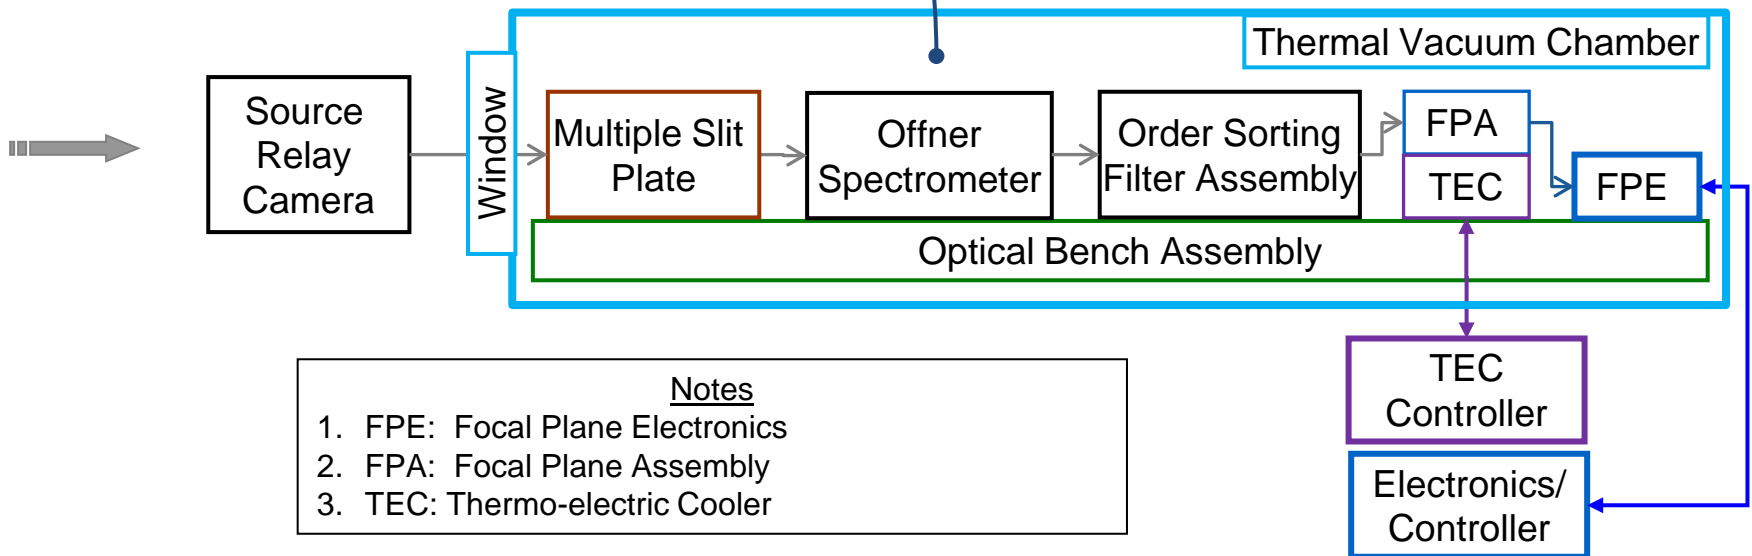 Thermal Vacuum Chamber
Source
Relay
Camera
Window
Multiple Slit
Plate
Offner
Spectrometer
Order Sorting
Filter Assembly
FPA
TEC
FPE
Optical Bench Assembly
TEC
Controller
Electronics/
Controller
Notes
1. FPE: Focal Plane Electronics
2. FPA: Focal Plane Assembly
3. TEC: Thermo-electric Cooler